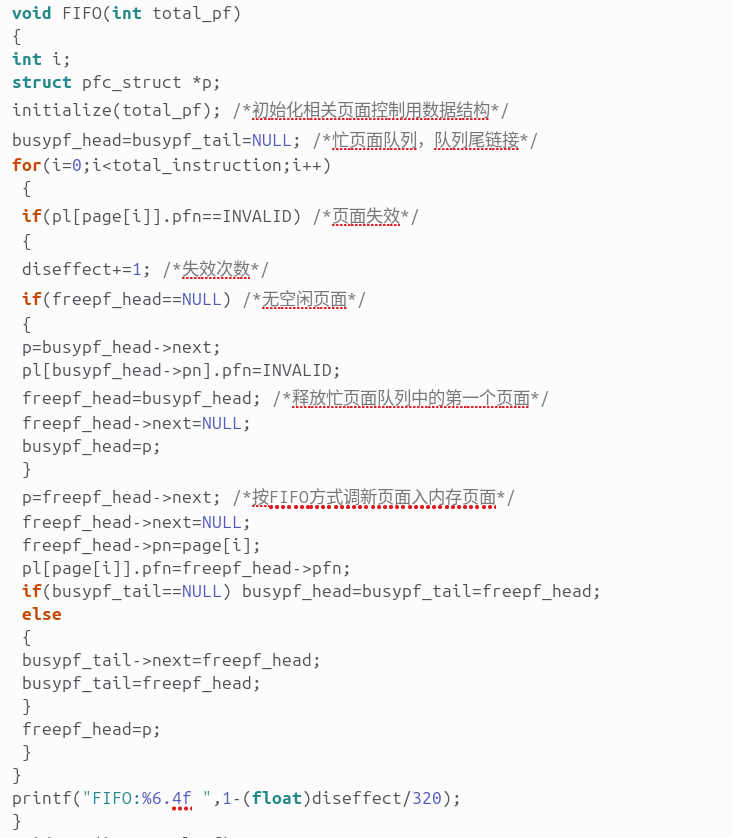 void FIFO(int total_pf)
{
int i;
struct pfc_struct *p;
initialize(total_pf); /*初始化相关页面控制用数据结构*/
busypf_head=busypf_tail=NULL; /*忙页面队列，队列尾链接*/
for(i=0;i<total_instruction;i++)
{
if(pl[page[i]].pfn==INVALID) /*页面失效*/
{
diseffect+=1; /*失效次数*/
if(freepf_head==NULL) /*无空闲页面*/
{
p=busypf_head->next;
pl[busypf_head->pn].pfn=INVALID;
freepf_head=busypf_head; /*释放忙页面队列中的第一个页面*/
freepf_head->next=NULL;
busypf_head=p;
}
p=freepf_head->next; /*按FIFO方式调新页面入内存页面*/
freepf_head->next=NULL;
freepf_head->pn=page[i];
pl[page[i]].pfn=freepf_head->pfn;
if(busypf_tail==NULL) busypf_head=busypf_tail=freepf_head;
else
{
busypf_tail->next=freepf_head;
busypf_tail=freepf_head;
}
freepf_head=p;
}
}
printf("FIFO:%6.4f ",1-(float)diseffect/320);
}